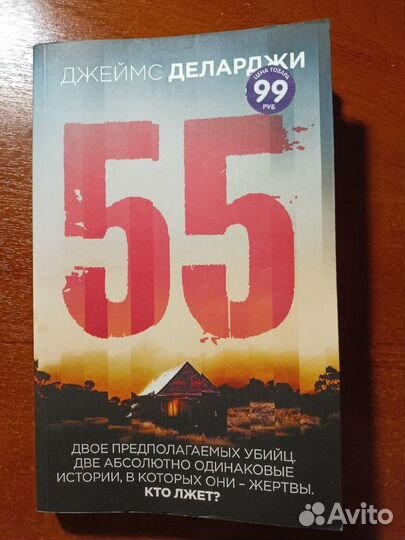 ДЖЕЙМС ДЕЛАРДЖИ
ЦЕНА ТОВАРА
99
РУБ
55
ДВОЕ ПРЕДПОЛАГАЕМЫХ УБИЙЦ.
ДВЕ АБСОЛЮТНО ОДИНАКОВЫЕ
ИСТОРИИ, В КОТОРЫХ ОНИ – ЖЕРТВЫ.
КТО ЛЖЕТ?
Avito